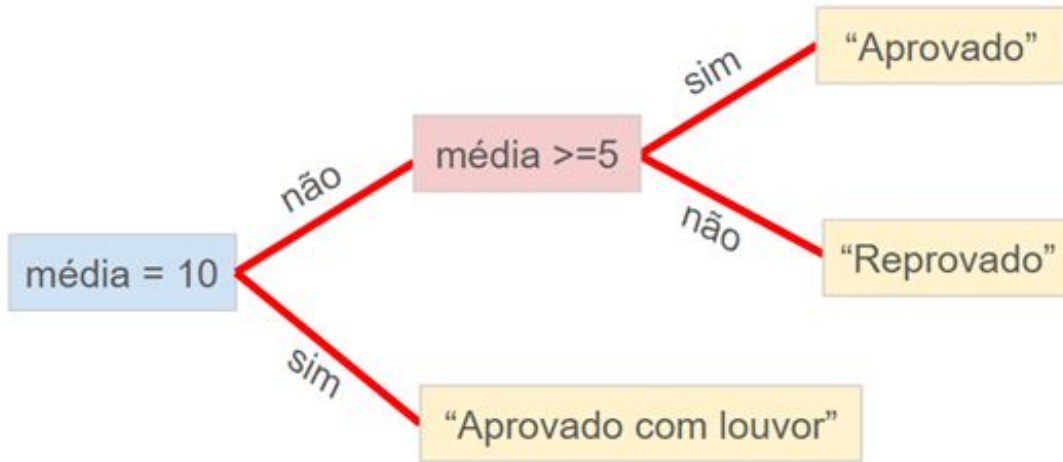 “Aprovado”
sim
média >=5
não
não
“Reprovado”
média = 10
sim
“Aprovado com louvor”